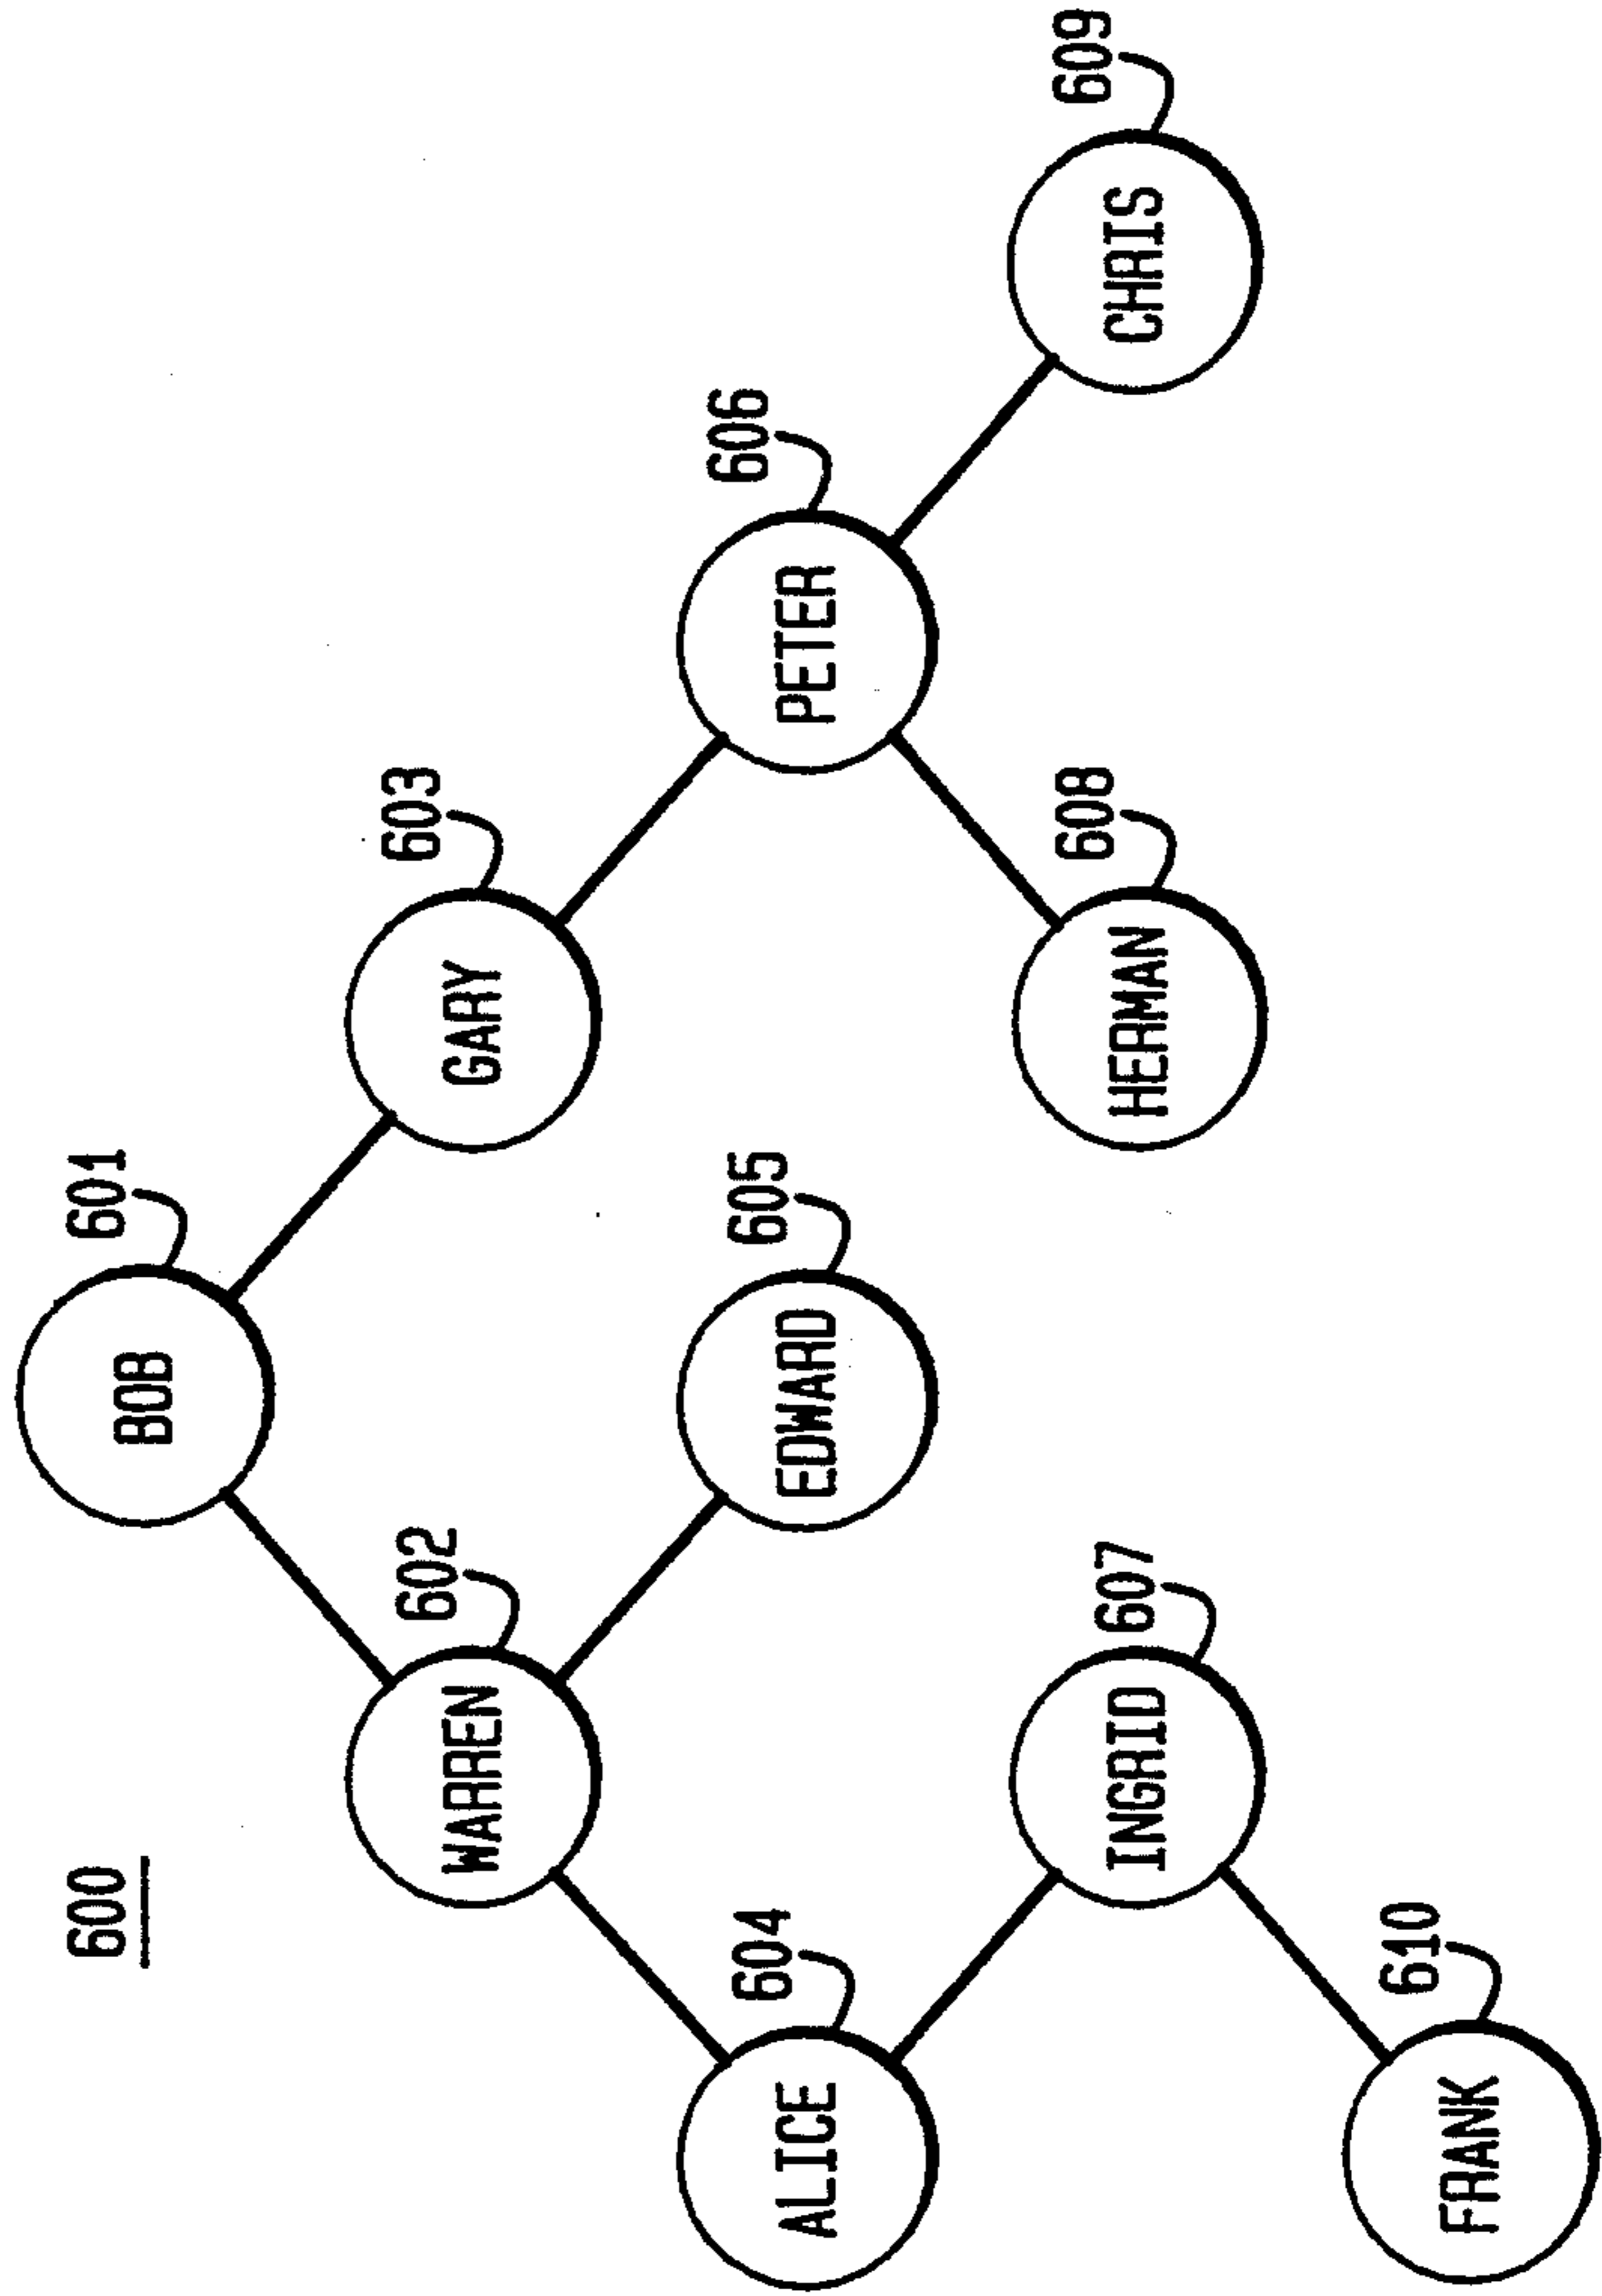 600
601
BOB
602
WARREN
603
GARY
604
ALICE
605
EDWARD
606
PETER
607
INGRID
608
HERMAN
609
CHRIS
610
FRANK